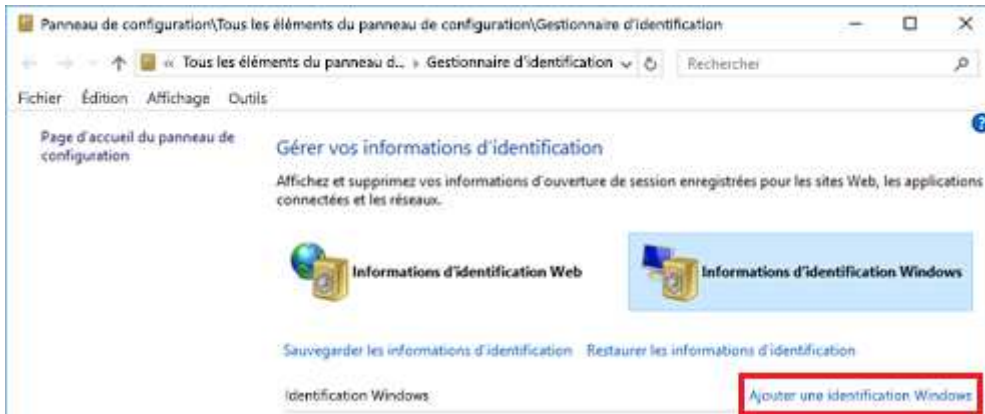 Panneau de configuration\Tous les éléments du panneau de configuration\Gestionnaire d'identification
« Tous les éléments du panneau d... › Gestionnaire d'identification
Rechercher
Fichier Édition Affichage Outils
Page d'accueil du panneau de
configuration
Gérer vos informations d'identification
Affichez et supprimez vos informations d'ouverture de session enregistrées pour les sites Web, les applications
connectées et les réseaux.
Informations d'identification Web
Informations d'identification Windows
Sauvegarder les informations d'identification Restaurer les informations d'identification
Identification Windows
Ajouter une identification Windows